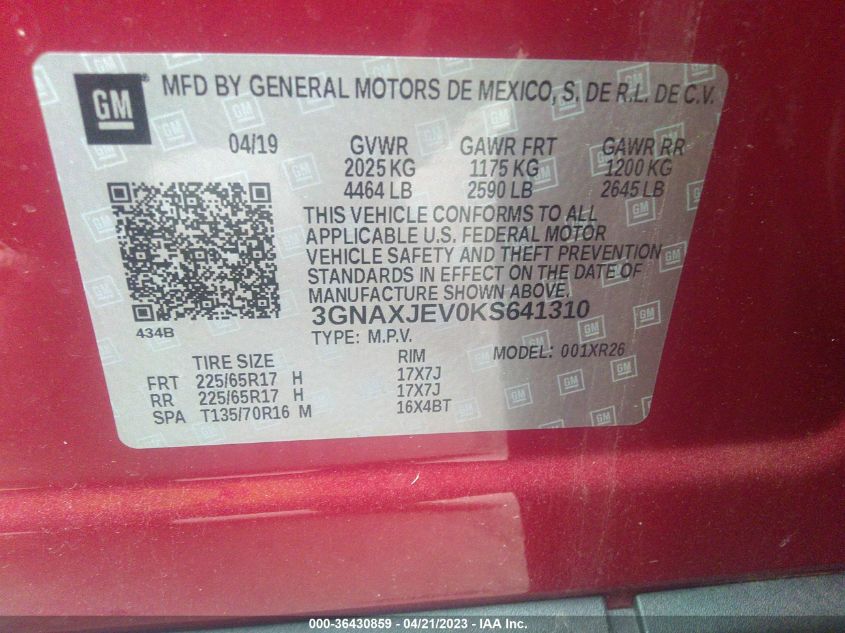 GM
MFD BY GENERAL MOTORS DE MEXICO, S. DE R.L. DE C.V.
04/19 GVWR GAWR FRT GAWR RR
2025 KG 1175 KG 1200 KG
4464 LB 2590 LB 2645 LB
THIS VEHICLE CONFORMS TO ALL
APPLICABLE U.S. FEDERAL MOTOR
VEHICLE SAFETY AND THEFT PREVENTION
STANDARDS IN EFFECT ON THE DATE OF
MANUFACTURE SHOWN ABOVE.
3GNAXJEV0KS641310
434B
TYPE: M.P.V.
TIRE SIZE RIM MODEL: 001XR26
FRT 225/65R17 H 17X7J
RR 225/65R17 H 17X7J
SPA T135/70R16 M 16X4BT
000-36430859 - 04/21/2023 - IAA Inc.